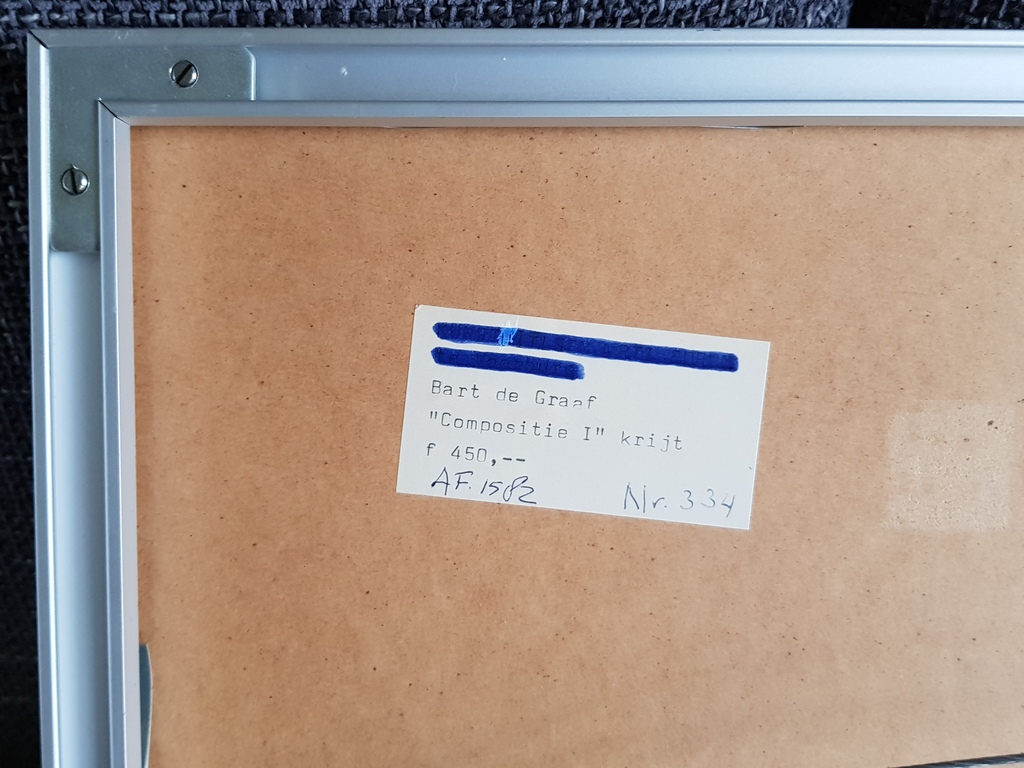 Bart de Graaf
"Compositie I" krijt
f 450,--
AF. 1582 Nr. 334